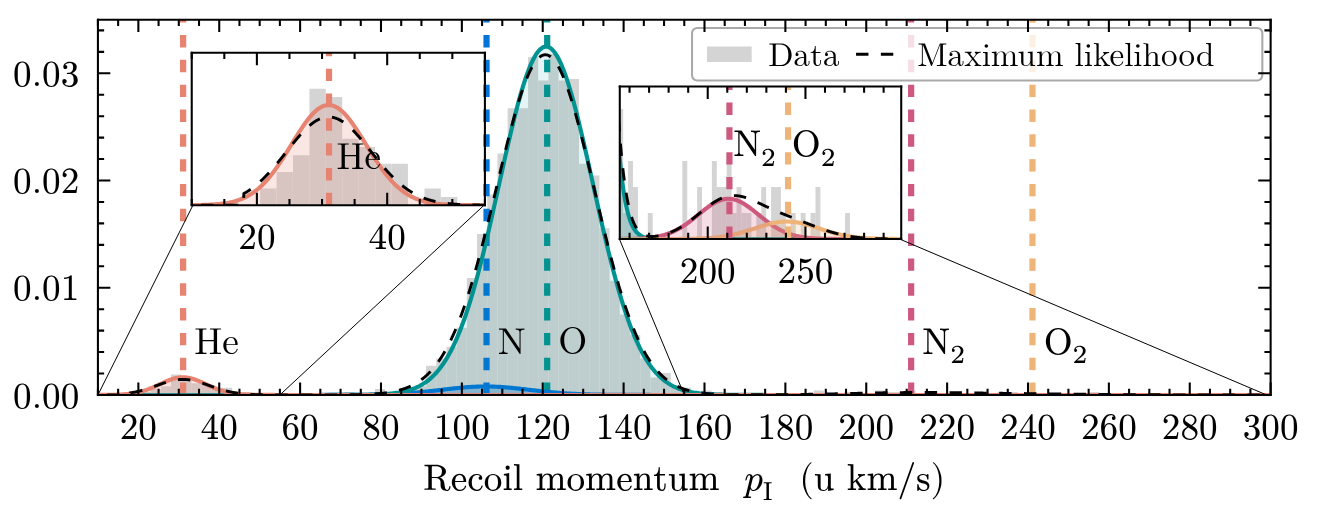 Data Maximum likelihood
0.03
0.02
0.01
0.00
He
20 40
N₂ O₂
200 250
He N O N₂ O₂
20 40 60 80 100 120 140 160 180 200 220 240 260 280 300
Recoil momentum p_I (u km/s)